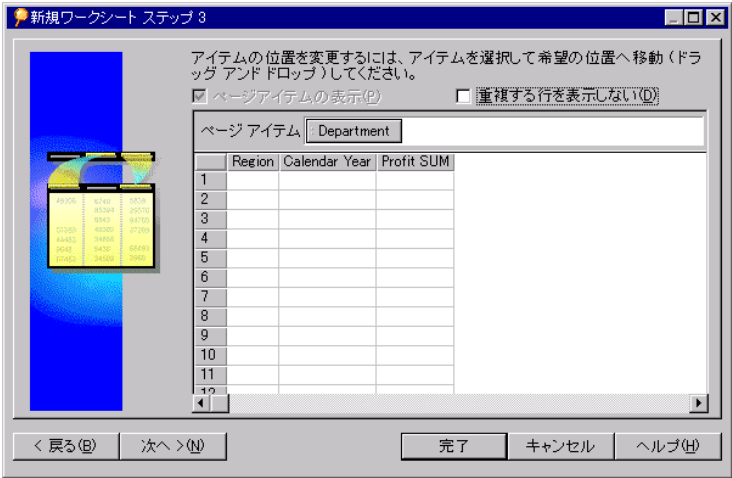 新規ワークシート ステップ 3
アイテムの位置を変更するには、アイテムを選択して希望の位置へ移動（ドラ
ッグ アンド ドロップ）してください。
ページアイテムの表示(P)
重複する行を表示しない(D)
ページ アイテム Department
Region Calendar Year Profit SUM
1
2
3
4
5
6
7
8
9
10
11
12
< 戻る(B)
次へ >(N)
完了
キャンセル
ヘルプ(H)